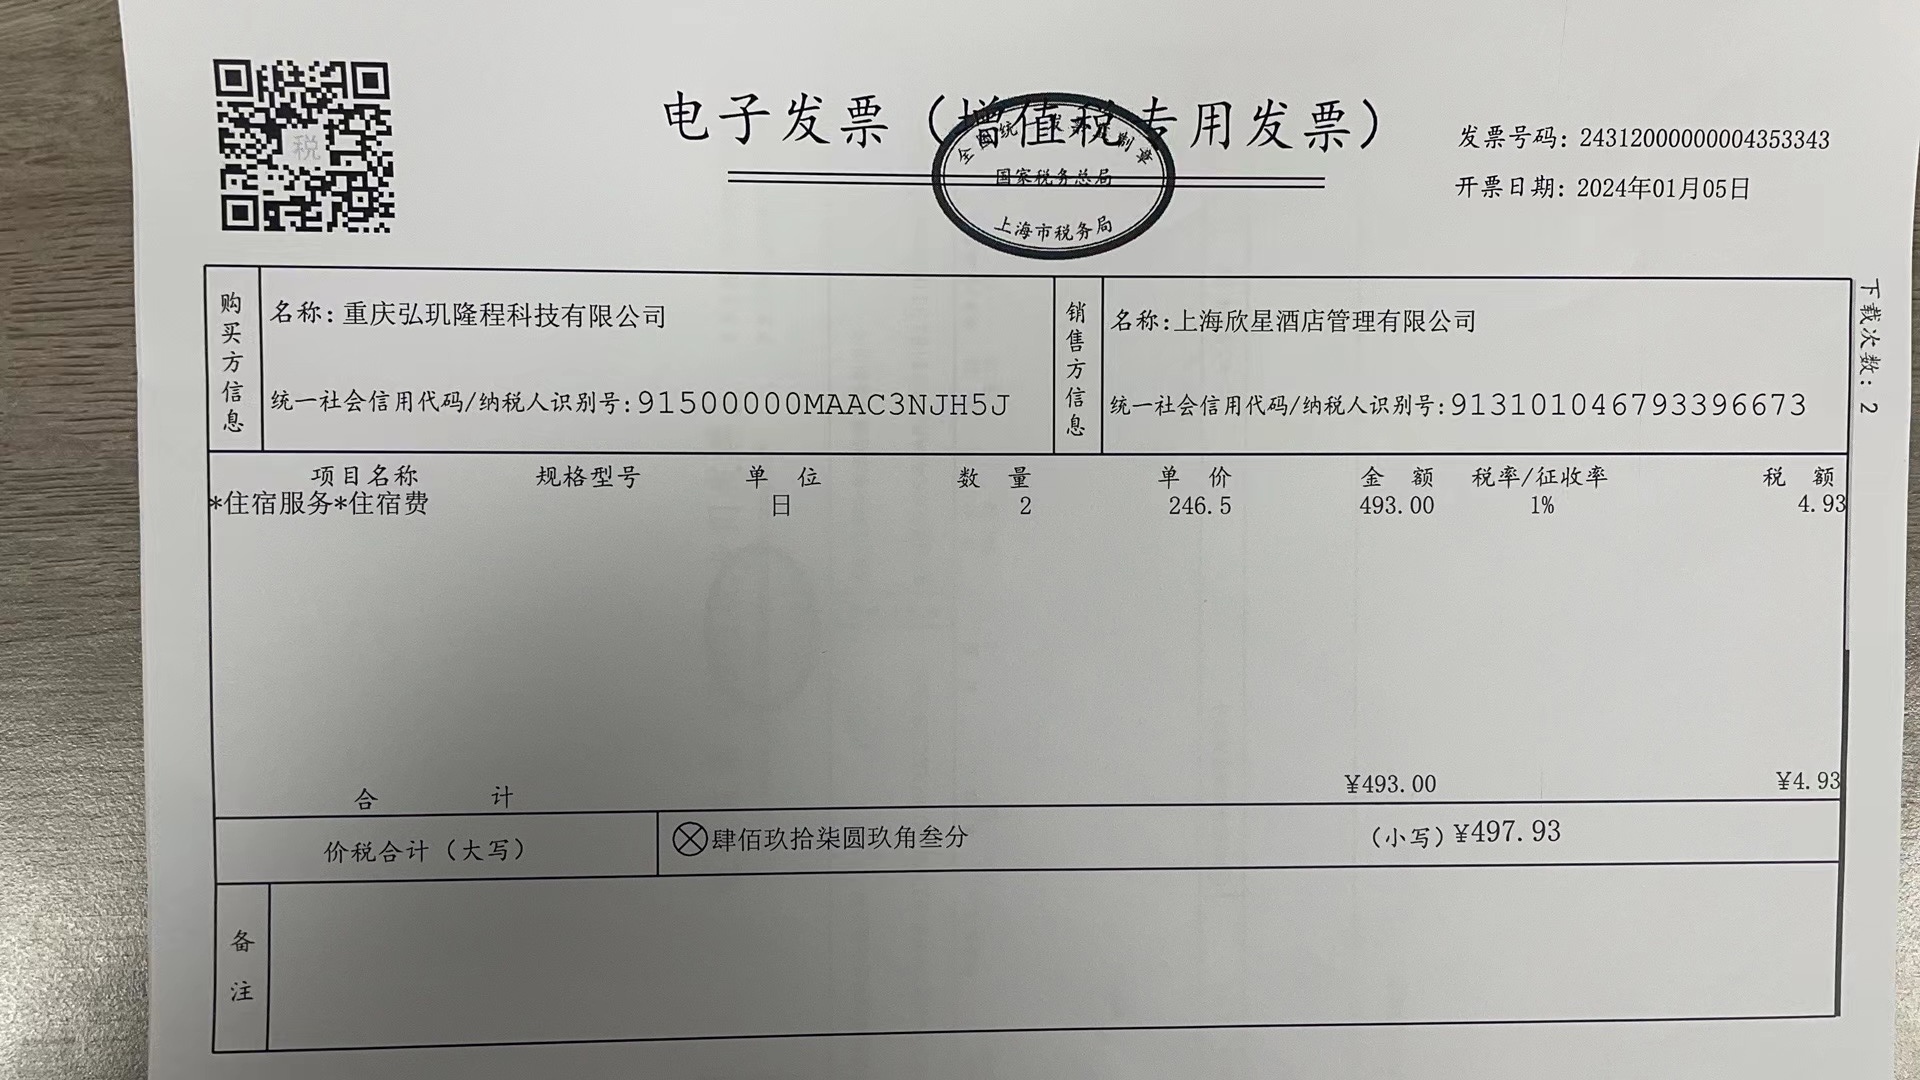 税
电子发票（增值税专用发票）
全国统一发票监制章
国家税务总局
上海市税务局
发票号码：24312000000004353343
开票日期：2024年01月05日
下载次数：2
购买方信息
名称：重庆弘玑隆程科技有限公司
统一社会信用代码/纳税人识别号：91500000MAAC3NJH5J
销售方信息
名称：上海欣星酒店管理有限公司
统一社会信用代码/纳税人识别号：913101046793396673
项目名称 规格型号 单位 数量 单价 金额 税率/征收率 税额
*住宿服务*住宿费 日 2 246.5 493.00 1% 4.93
合计 ¥493.00 ¥4.93
价税合计（大写） ⊗肆佰玖拾柒圆玖角叁分 （小写）¥497.93
备注